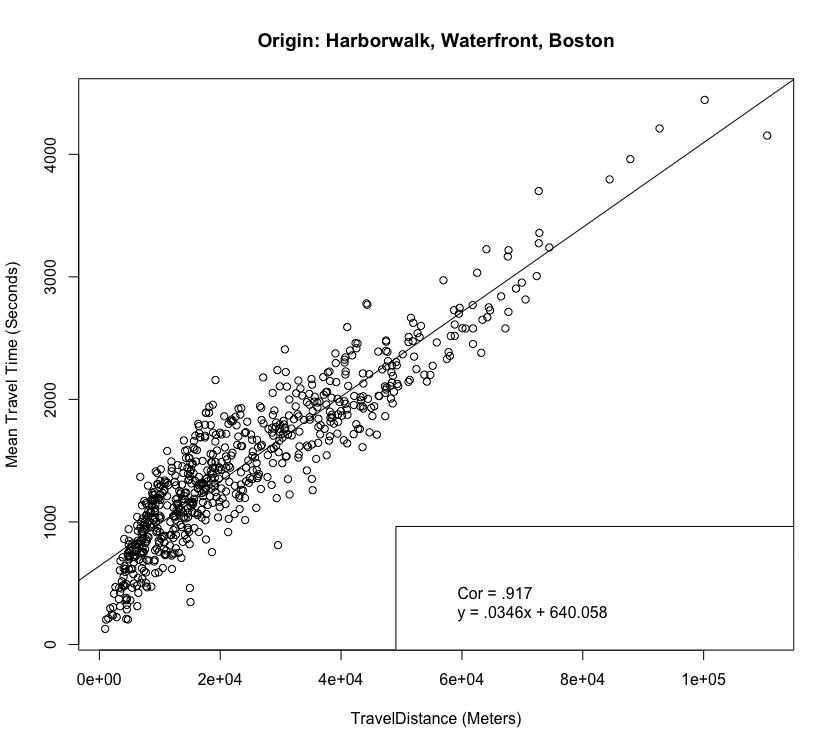 Origin: Harborwalk, Waterfront, Boston
Mean Travel Time (Seconds)
4000
3000
2000
1000
0
Cor = .917
y = .0346x + 640.058
0e+00 2e+04 4e+04 6e+04 8e+04 1e+05
TravelDistance (Meters)